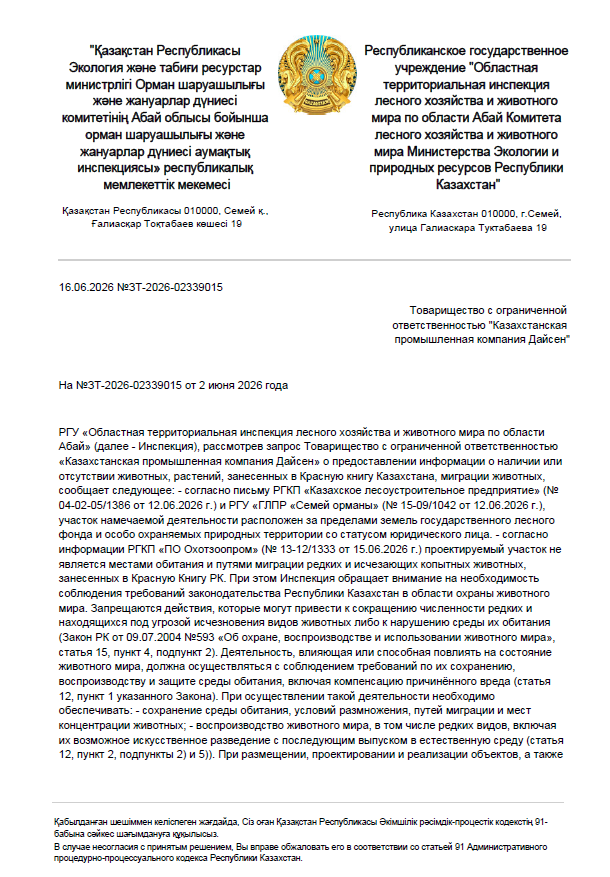 "Қазақстан Республикасы
Экология және табиғи ресурстар
министрлігі Орман шаруашылығы
және жануарлар дүниесі
комитетінің Абай облысы бойынша
орман шаруашылығы және
жануарлар дүниесі аумақтық
инспекциясы» республикалық
мемлекеттік мекемесі
Қазақстан Республикасы 010000, Семей қ.,
Ғалиасқар Тоқтабаев көшесі 19
Республиканское государственное
учреждение "Областная
территориальная инспекция
лесного хозяйства и животного
мира по области Абай Комитета
лесного хозяйства и животного
мира Министерства Экологии и
природных ресурсов Республики
Казахстан"
Республика Казахстан 010000, г.Семей,
улица Галиаскара Туктабаева 19
16.06.2026 №ЗТ-2026-02339015
Товарищество с ограниченной
ответственностью "Казахстанская
промышленная компания Дайсен"
На №ЗТ-2026-02339015 от 2 июня 2026 года
РГУ «Областная территориальная инспекция лесного хозяйства и животного мира по области
Абай» (далее - Инспекция), рассмотрев запрос Товарищество с ограниченной ответственностью
«Казахстанская промышленная компания Дайсен» о предоставлении информации о наличии или
отсутствии животных, растений, занесенных в Красную книгу Казахстана, миграции животных,
сообщает следующее: - согласно письму РГКП «Казахское лесоустроительное предприятие» (№
04-02-05/1386 от 12.06.2026 г.) и РГУ «ГЛПР «Семей орманы» (№ 15-09/1042 от 12.06.2026 г.),
участок намечаемой деятельности расположен за пределами земель государственного лесного
фонда и особо охраняемых природных территории со статусом юридического лица. - согласно
информации РГКП «ПО Охотзоопром» (№ 13-12/1333 от 15.06.2026 г.) проектируемый участок не
является местами обитания и путями миграции редких и исчезающих копытных животных,
занесенных в Красную Книгу РК. При этом Инспекция обращает внимание на необходимость
соблюдения требований законодательства Республики Казахстан в области охраны животного
мира. Запрещаются действия, которые могут привести к сокращению численности редких и
находящихся под угрозой исчезновения видов животных либо к нарушению среды их обитания
(Закон РК от 09.07.2004 №593 «Об охране, воспроизводстве и использовании животного мира»,
статья 15, пункт 4, подпункт 2). Деятельность, влияющая или способная повлиять на состояние
животного мира, должна осуществляться с соблюдением требований по их сохранению,
воспроизводству и защите среды обитания, включая компенсацию причинённого вреда (статья
12, пункт 1 указанного Закона). При осуществлении такой деятельности необходимо
обеспечивать: - сохранение среды обитания, условий размножения, путей миграции и мест
концентрации животных; - воспроизводство животного мира, в том числе редких видов, включая
их возможное искусственное разведение с последующим выпуском в естественную среду (статья
12, пункт 2, подпункты 2) и 5)). При размещении, проектировании и реализации объектов, а также
Қабылданған шешіммен келіспеген жағдайда, Сіз оған Қазақстан Республикасы Әкімшілік рәсімдік-процестік кодекстің 91-
бабына сәйкес шағымдануға құқылысыз.
В случае несогласия с принятым решением, Вы вправе обжаловать его в соответствии со статьей 91 Административного
процедурно-процессуального кодекса Республики Казахстан.